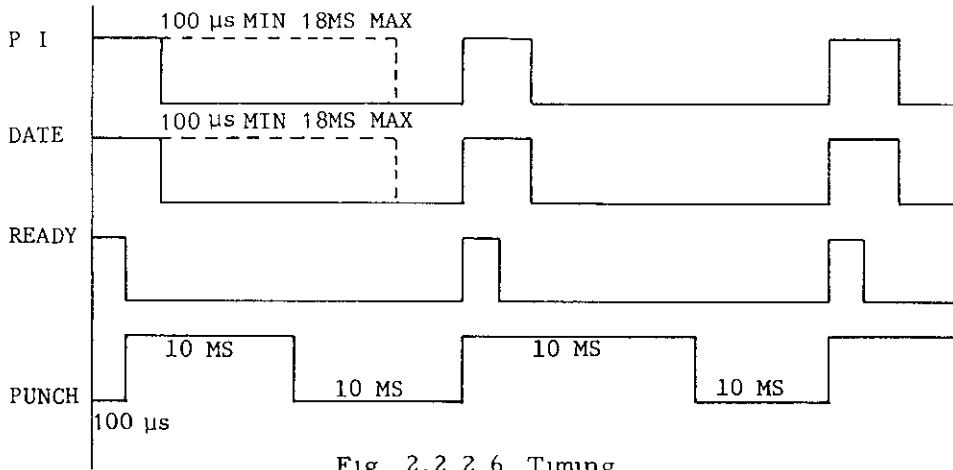 100 µs MIN 18MS MAX
P I
100 µs MIN 18MS MAX
DATE
READY
10 MS 10 MS
PUNCH 10 MS 10 MS
100 µs
Fig 2.2 2 6 Timing